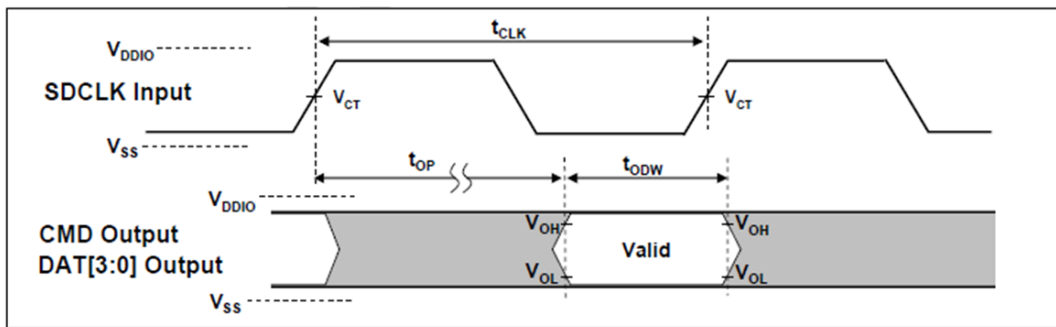 tCLK
VDDIO
SDCLK Input
VCT
VCT
VSS
tOP
tODW
VDDIO
CMD Output
DAT[3:0] Output
VOH
Valid
VOH
VOL
VOL
VSS